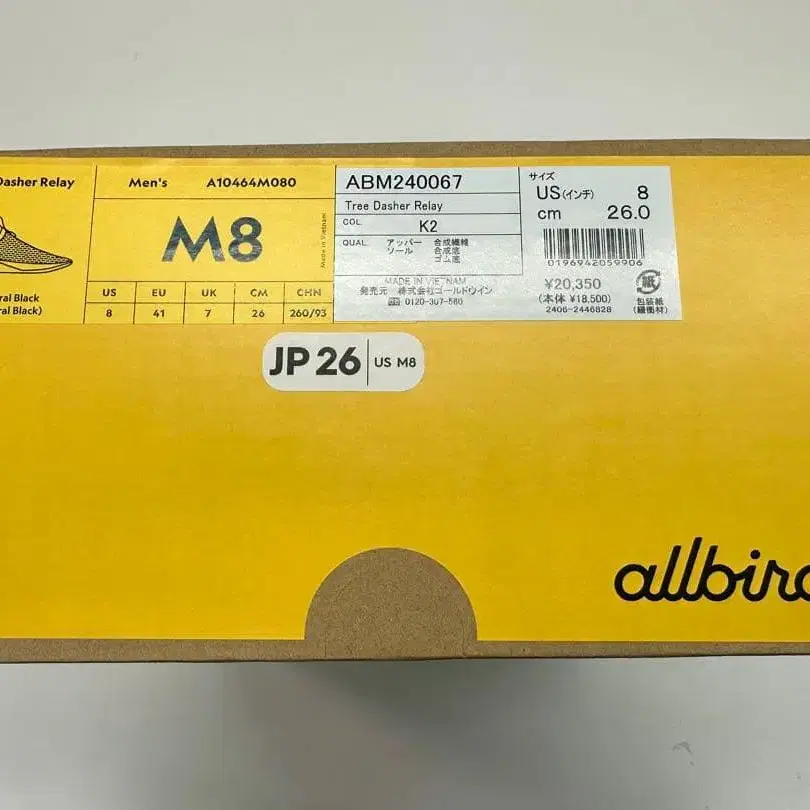 Dasher Relay
ral Black
ral Black)
Men's A10464M080
M8
Made in Vietnam
US EU UK CM CHN
8 41 7 26 260/93
ABM240067
Tree Dasher Relay
COL. K2
QUAL. アッパー 合成繊維
ソール 合成底
ゴム底
MADE IN VIETNAM
発売元 株式会社ゴールドウイン
0120-307-560
サイズ
US(インチ) 8
cm 26.0
0196942059906
¥20,350
(本体 ¥18,500)
2406-2446828
紙
包装紙
(緩衝材)
JP 26 US M8
allbird